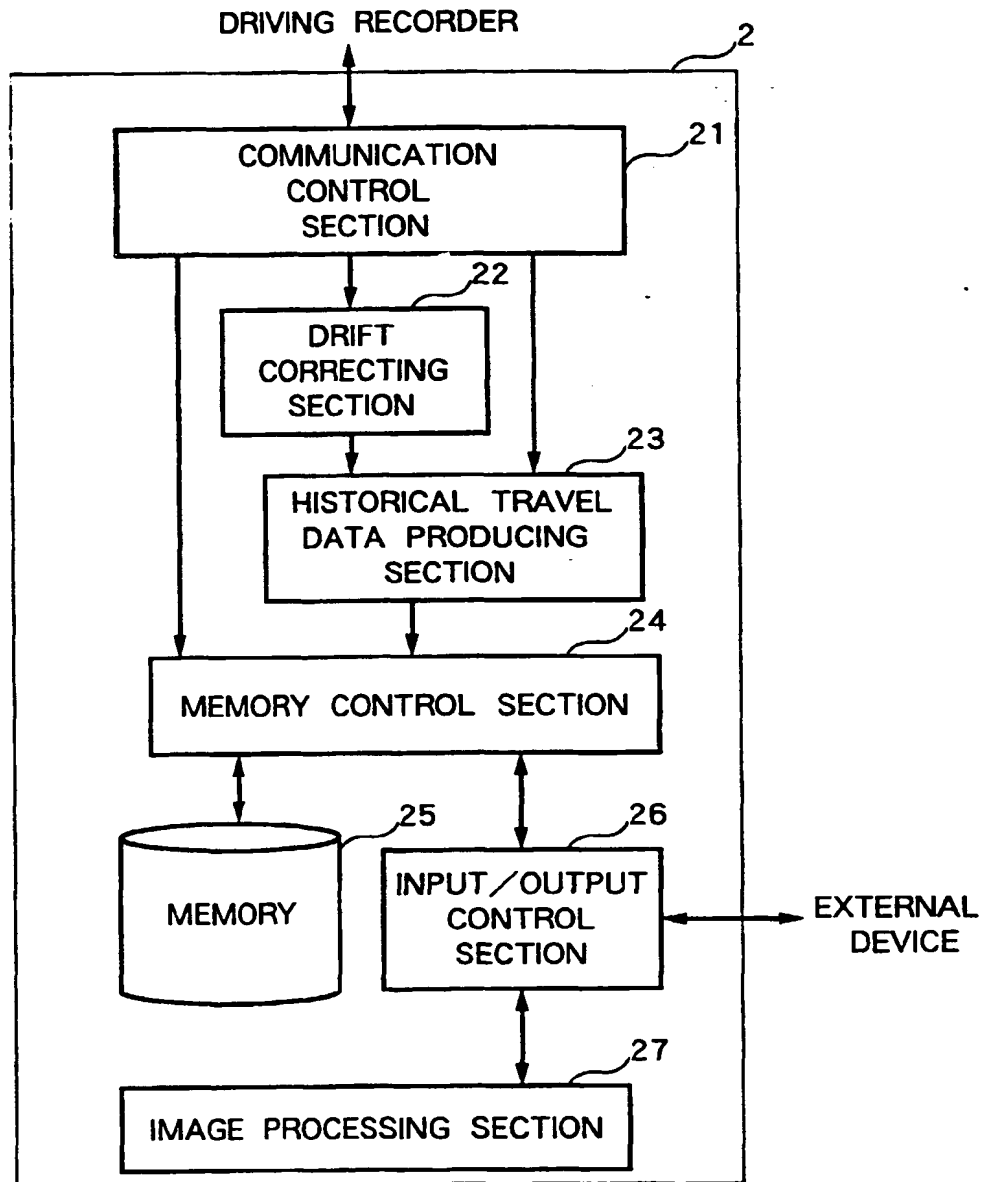 DRIVING RECORDER
2
COMMUNICATION
CONTROL
SECTION
21
22
DRIFT
CORRECTING
SECTION
23
HISTORICAL TRAVEL
DATA PRODUCING
SECTION
24
MEMORY CONTROL SECTION
25
MEMORY
26
INPUT/OUTPUT
CONTROL
SECTION
EXTERNAL
DEVICE
27
IMAGE PROCESSING SECTION